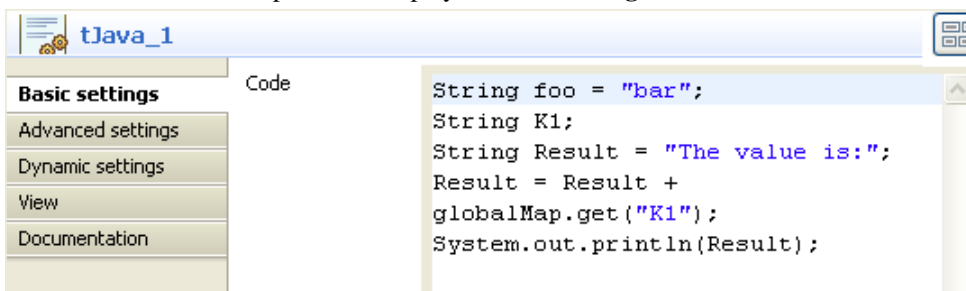 tJava_1
Basic settings
Advanced settings
Dynamic settings
View
Documentation
Code
String foo = "bar";
String K1;
String Result = "The value is:";
Result = Result +
globalMap.get("K1");
System.out.println(Result);